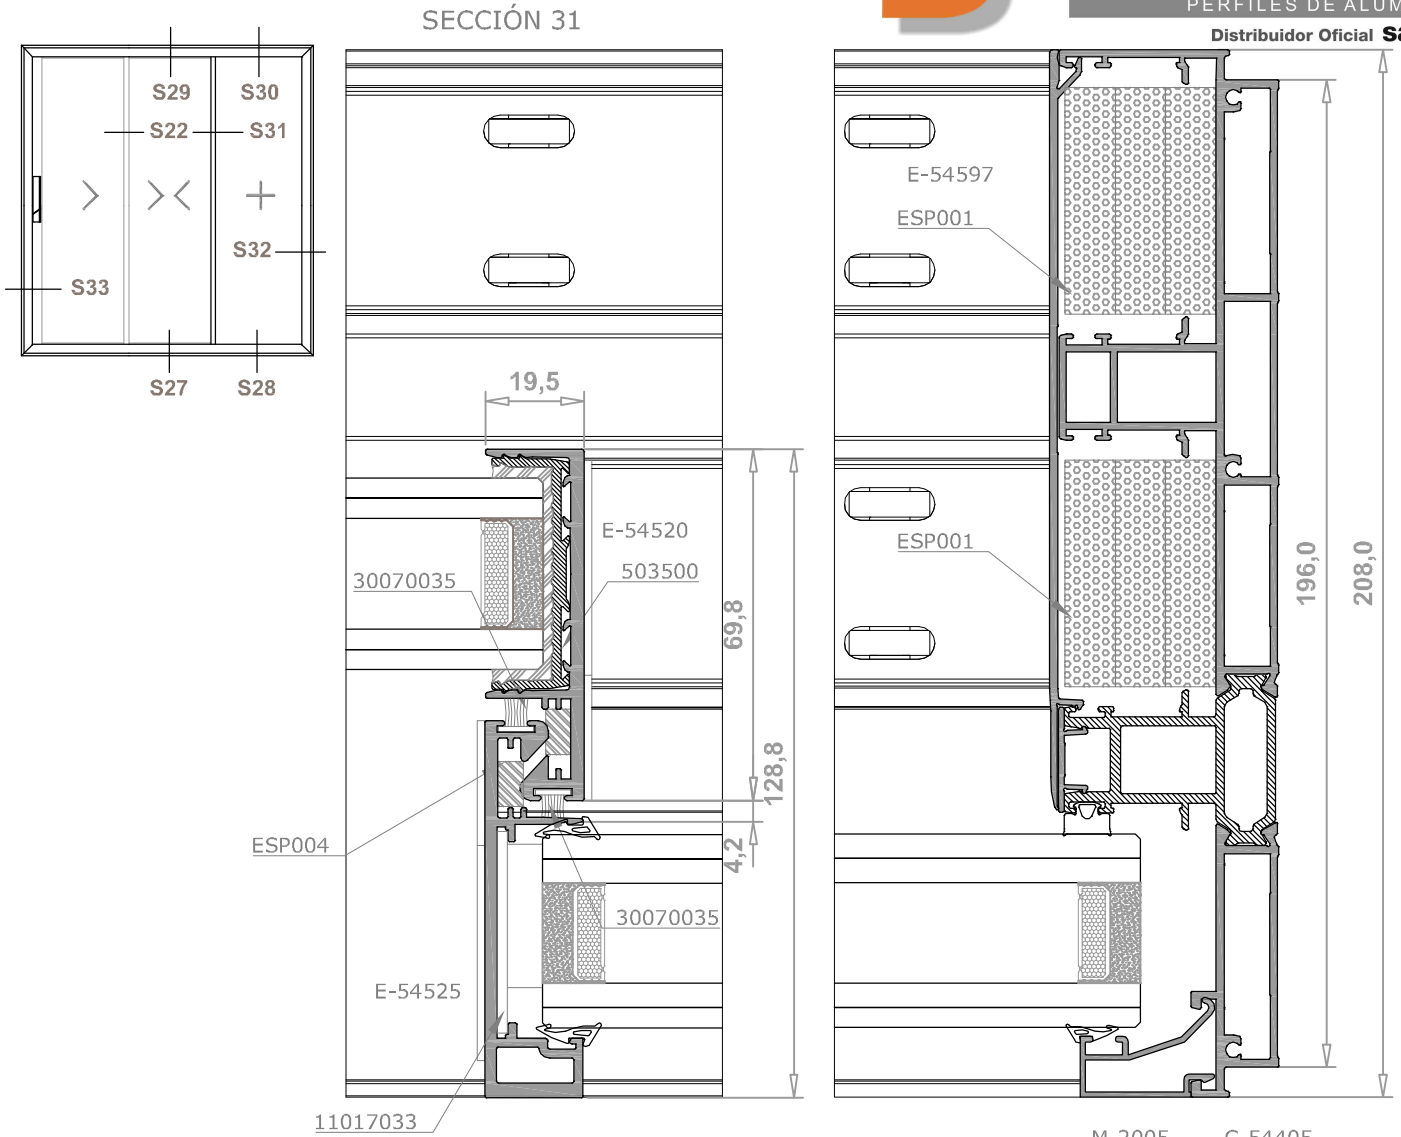 SECCIÓN 31
PERFILES DE ALUM
Distribuidor Oficial
S29
S30
S22
S31
S32
S33
S27
S28
E-54597
ESP001
19,5
E-54520
503500
30070035
69,8
128,8
4,2
ESP001
196,0
208,0
ESP004
30070035
E-54525
11017033